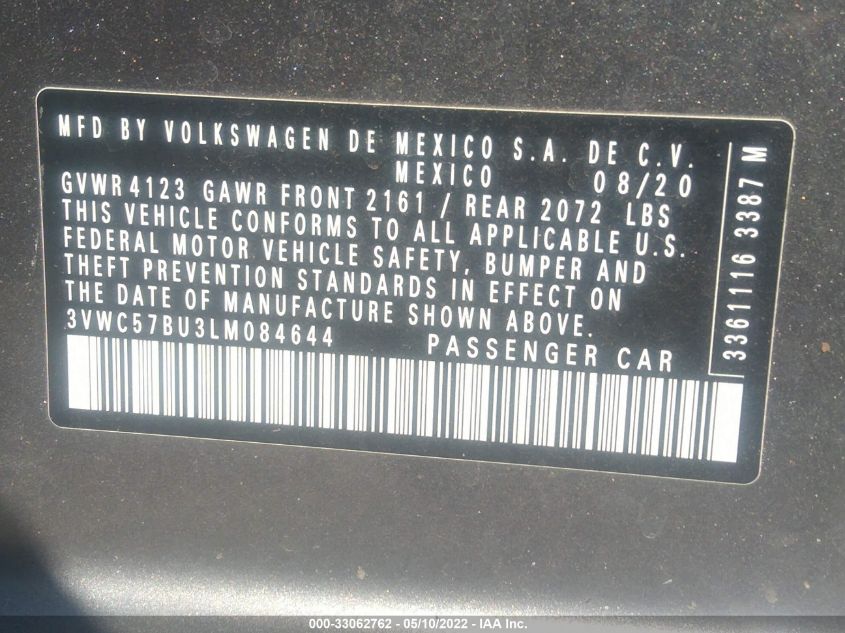 MFD BY VOLKSWAGEN DE MEXICO S.A. DE C.V.
MEXICO 08/20
GVWR 4123 GAWR FRONT 2161 / REAR 2072 LBS
THIS VEHICLE CONFORMS TO ALL APPLICABLE U.S.
FEDERAL MOTOR VEHICLE SAFETY, BUMPER AND
THEFT PREVENTION STANDARDS IN EFFECT ON
THE DATE OF MANUFACTURE SHOWN ABOVE.
3VWC57BU3LM084644 PASSENGER CAR
3361116 3387 M
000-33062762 - 05/10/2022 - IAA Inc.